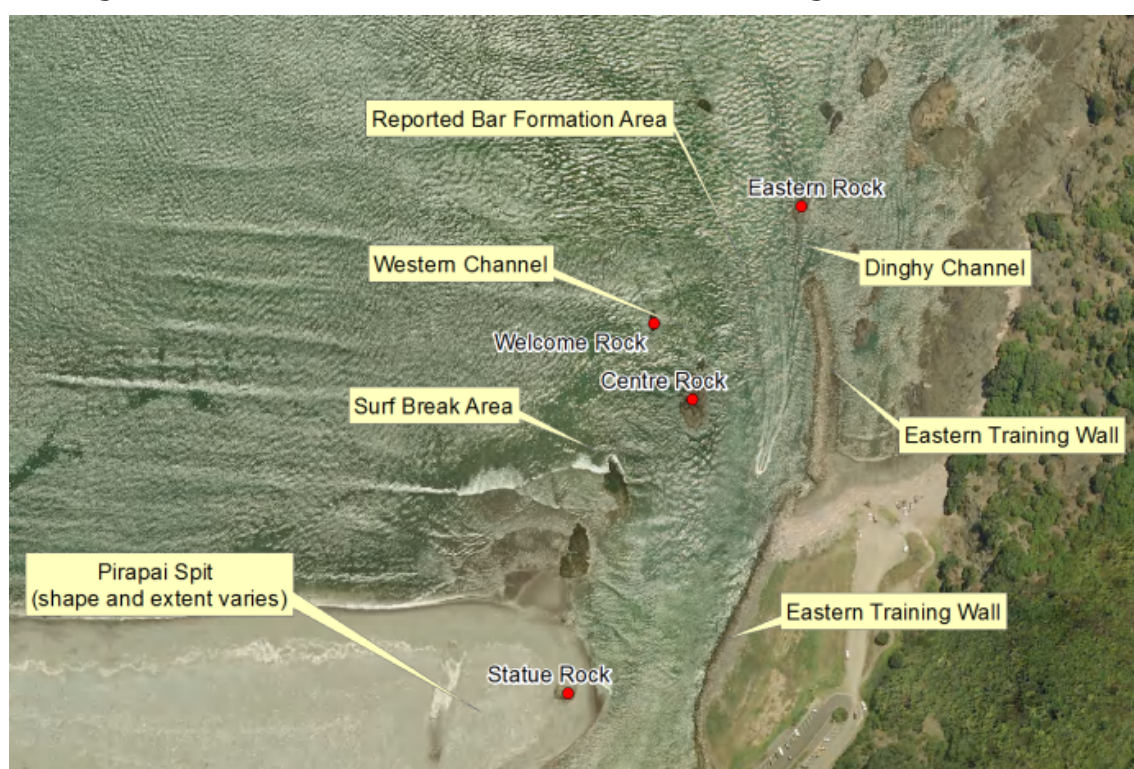 Reported Bar Formation Area
Eastern Rock
Western Channel
Dinghy Channel
Welcome Rock
Centre Rock
Surf Break Area
Eastern Training Wall
Pirapai Spit
(shape and extent varies)
Eastern Training Wall
Statue Rock